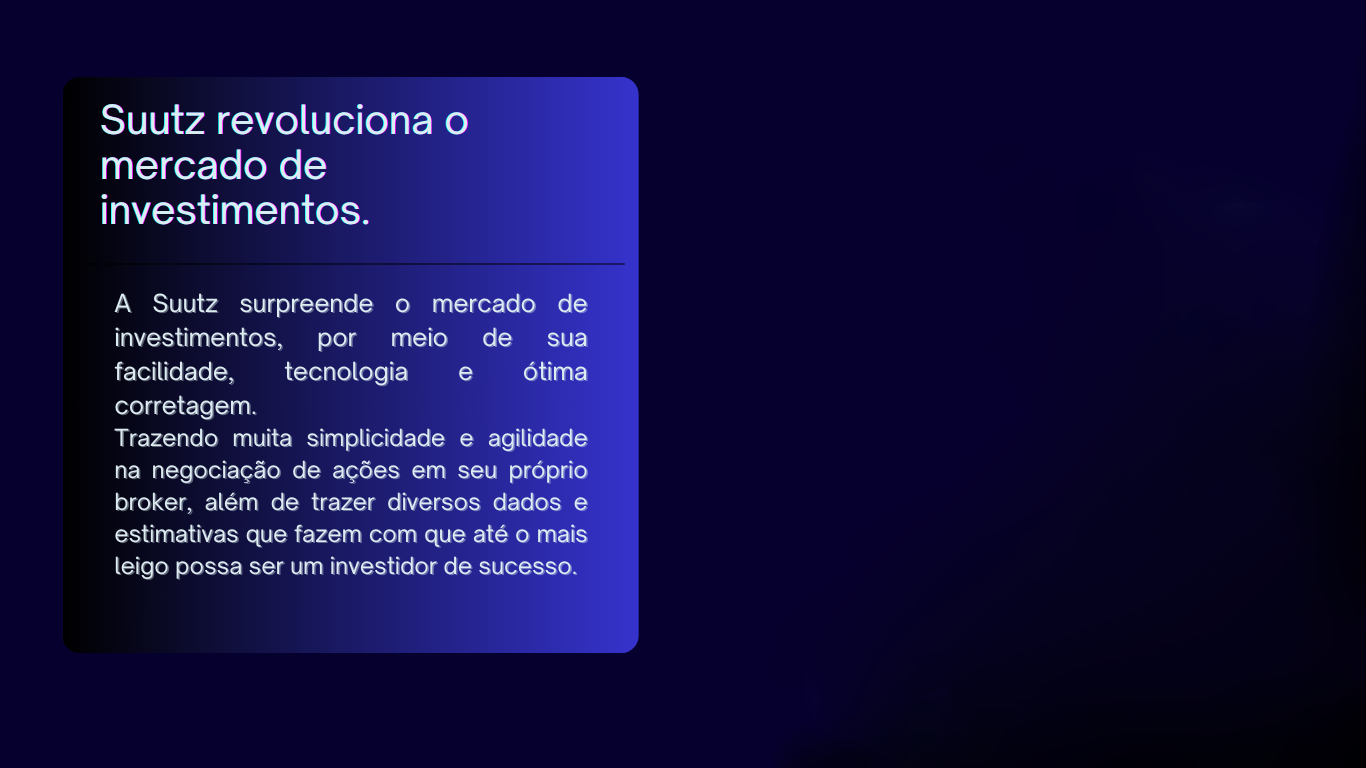 Suutz revoluciona o
mercado de
investimentos.
A Suutz surpreende o mercado de
investimentos, por meio de sua
facilidade, tecnologia e ótima
corretagem.
Trazendo muita simplicidade e agilidade
na negociação de ações em seu próprio
broker, além de trazer diversos dados e
estimativas que fazem com que até o mais
leigo possa ser um investidor de sucesso.